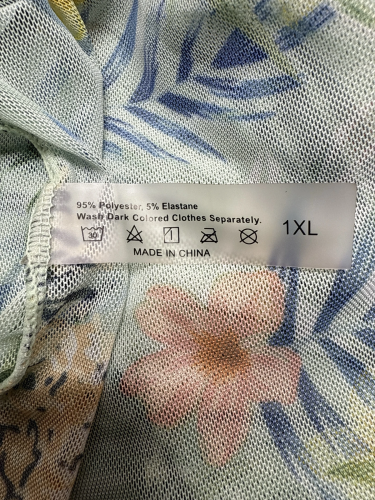 95% Polyester, 5% Elastane
Wash Dark Colored Clothes Separately.
30
1XL
MADE IN CHINA